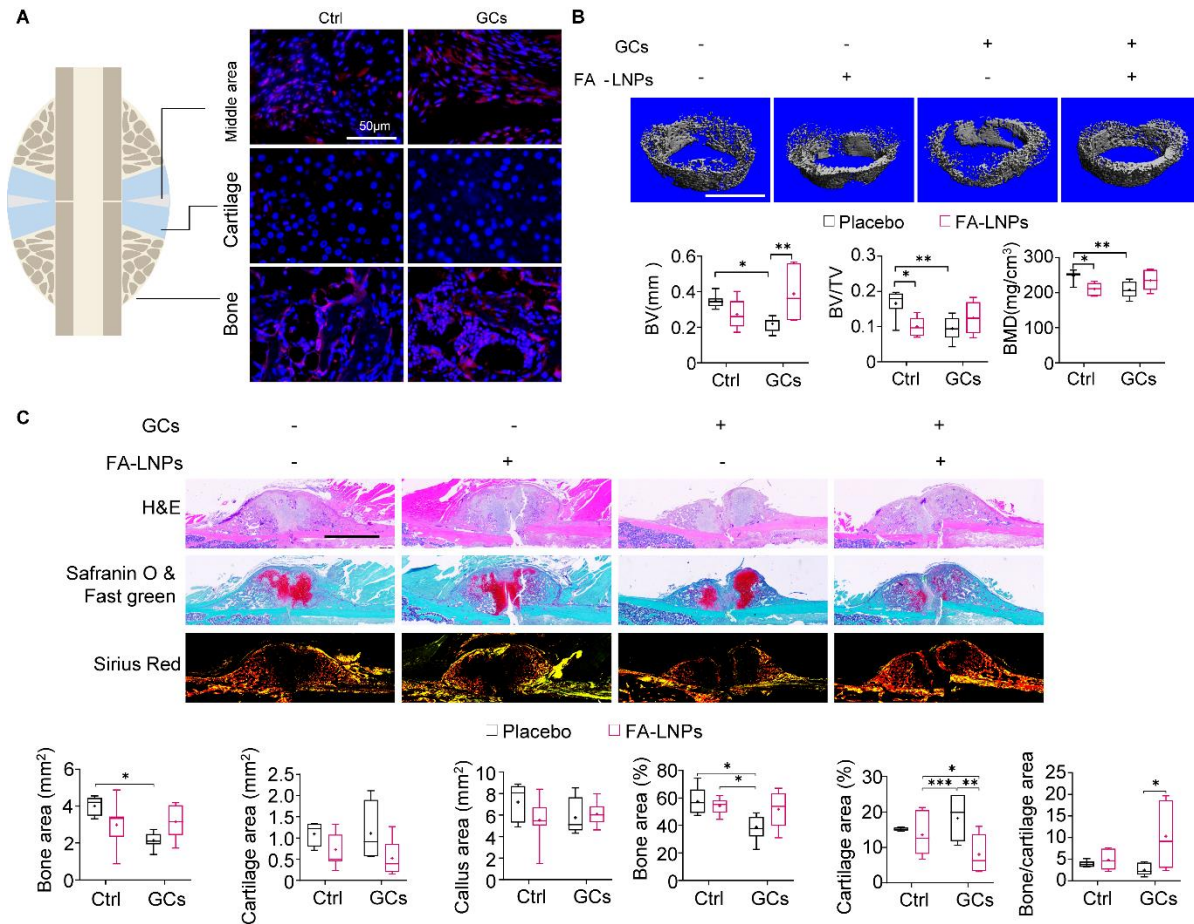 A
Ctrl GCs
Middle area
50µm
Cartilage
Bone
B
GCs - - + +
FA -LNPs - + - +
Placebo FA-LNPs
BV(mm)
0.6
0.4
0.2
0
* **
Ctrl GCs
BV/TV
0.3
0.2
0.1
0
* **
Ctrl GCs
BMD(mg/cm³)
300
200
100
0
* **
Ctrl GCs
C
GCs - - + +
FA-LNPs - + - +
H&E
Safranin O &
Fast green
Sirius Red
Placebo FA-LNPs
Bone area (mm²)
6
4
2
0
*
Ctrl GCs
Cartilage area (mm²)
2.5
2.0
1.5
1.0
0.5
0
Ctrl GCs
Callus area (mm²)
10
8
6
4
2
0
Ctrl GCs
Bone area (%)
100
80
60
40
20
0
*
*
Ctrl GCs
Cartilage area (%)
30
20
10
0
*
*** **
Ctrl GCs
Bone/cartilage area
25
20
15
10
5
0
*
Ctrl GCs